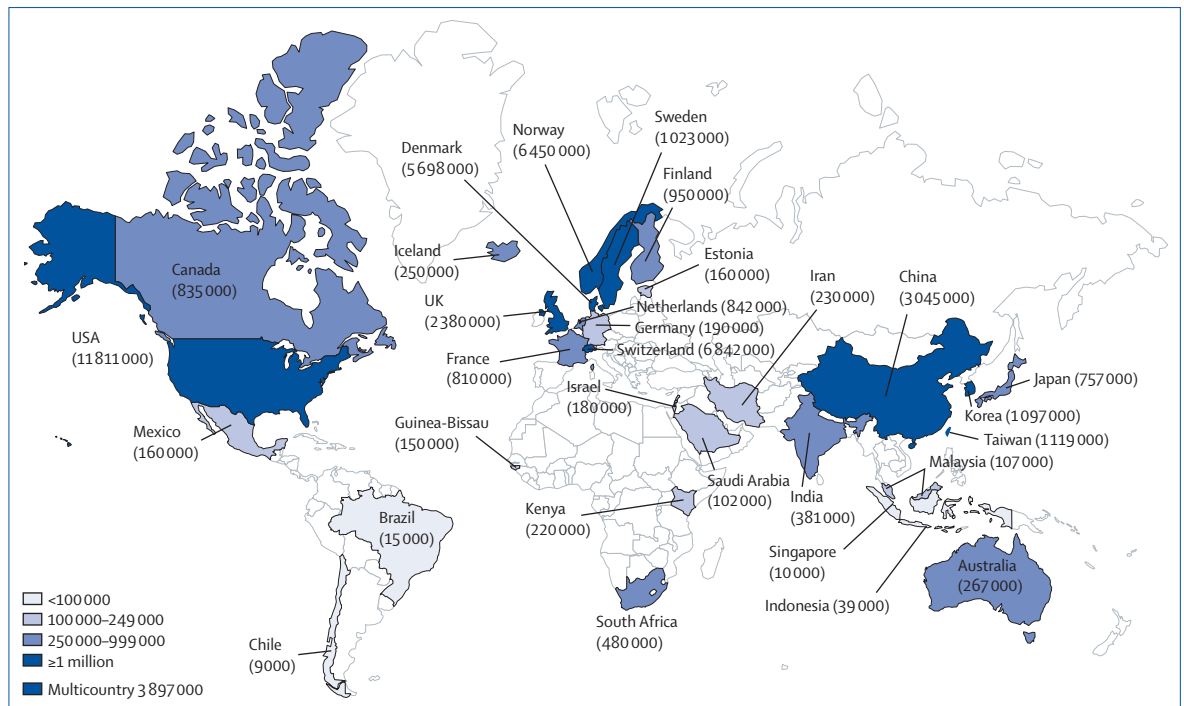 Sweden
(1 023 000)
Norway
(6 450 000)
Denmark
(5 698 000)
Finland
(950 000)
Iceland
(250 000)
Estonia
(160 000)
Canada
(835 000)
Iran
(230 000)
China
(3 045 000)
UK
(2 380 000)
Netherlands (842 000)
Germany (190 000)
Switzerland (6 842 000)
USA
(11 811 000)
France
(810 000)
Israel
(180 000)
Japan (757 000)
Korea (1 097 000)
Taiwan (1 119 000)
Malaysia (107 000)
Guinea-Bissau
(150 000)
Mexico
(160 000)
Saudi Arabia
(102 000)
India
(381 000)
Kenya
(220 000)
Brazil
(15 000)
Singapore
(10 000)
Australia
(267 000)
Indonesia (39 000)
South Africa
(480 000)
Chile
(9000)
<100 000
100 000–249 000
250 000–999 000
≥1 million
Multicountry 3 897 000